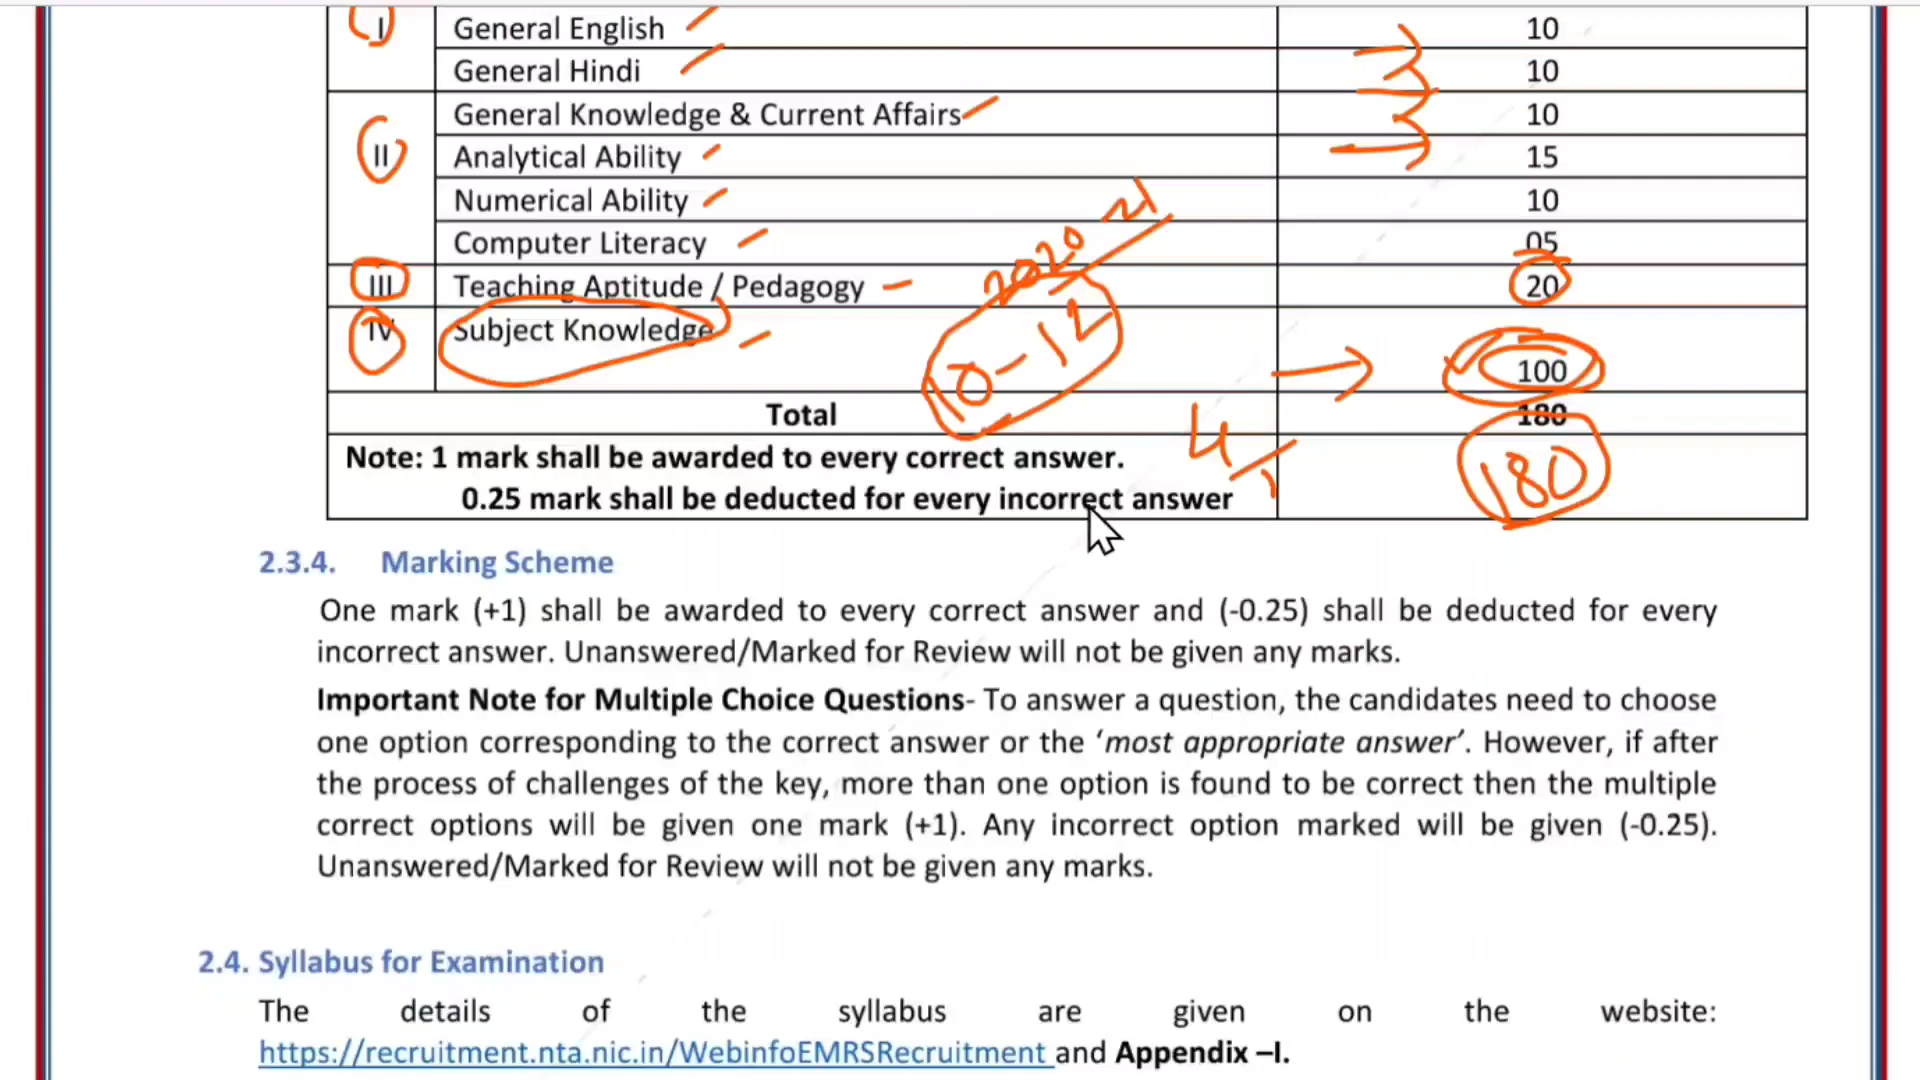 I General English 10
General Hindi 10
General Knowledge & Current Affairs 10
II Analytical Ability 15
Numerical Ability 10
Computer Literacy 05
III Teaching Aptitude / Pedagogy 20
IV Subject Knowledge
100
Total 180
Note: 1 mark shall be awarded to every correct answer.
0.25 mark shall be deducted for every incorrect answer
2020 21
10-12
4
1
180
2.3.4. Marking Scheme
One mark (+1) shall be awarded to every correct answer and (-0.25) shall be deducted for every
incorrect answer. Unanswered/Marked for Review will not be given any marks.
Important Note for Multiple Choice Questions- To answer a question, the candidates need to choose
one option corresponding to the correct answer or the ‘most appropriate answer’. However, if after
the process of challenges of the key, more than one option is found to be correct then the multiple
correct options will be given one mark (+1). Any incorrect option marked will be given (-0.25).
Unanswered/Marked for Review will not be given any marks.
2.4. Syllabus for Examination
The details of the syllabus are given on the website:
https://recruitment.nta.nic.in/WebinfoEMRSRecruitment and Appendix –I.